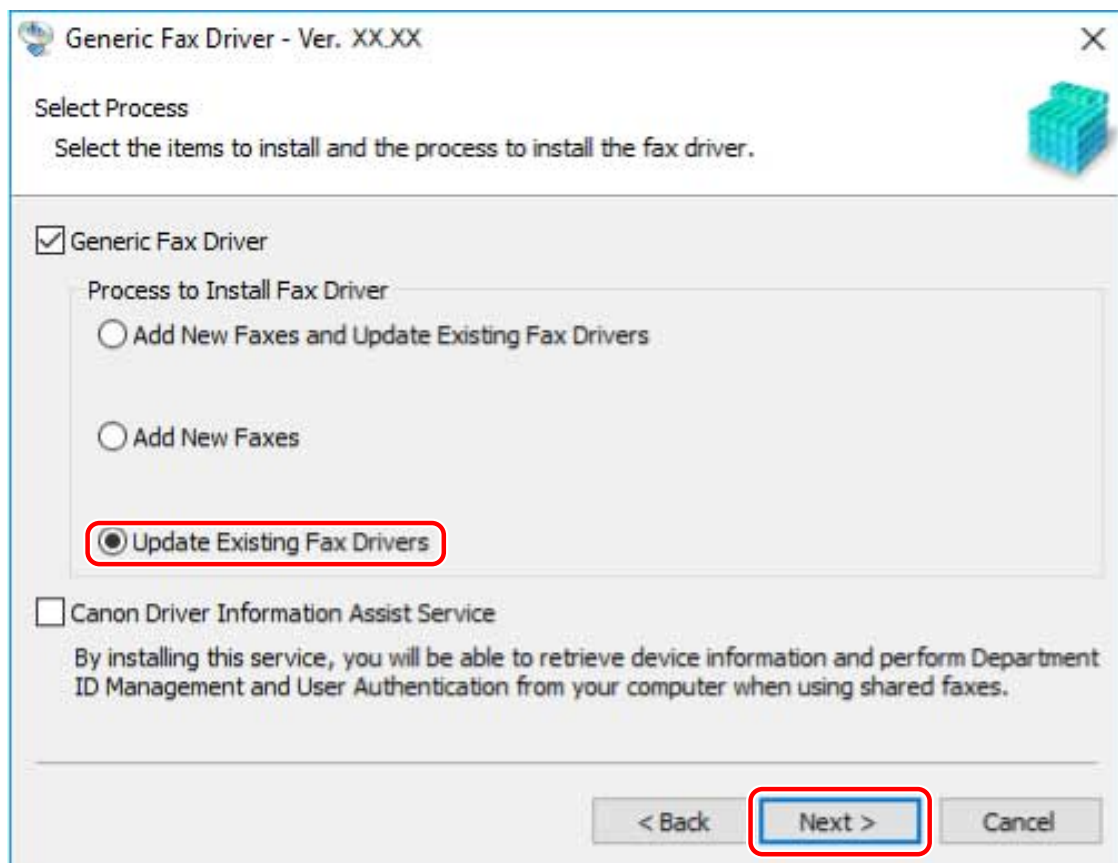 Generic Fax Driver - Ver. XX.XX
Select Process
Select the items to install and the process to install the fax driver.
Generic Fax Driver
Process to Install Fax Driver
Add New Faxes and Update Existing Fax Drivers
Add New Faxes
Update Existing Fax Drivers
Canon Driver Information Assist Service
By installing this service, you will be able to retrieve device information and perform Department
ID Management and User Authentication from your computer when using shared faxes.
< Back Next > Cancel